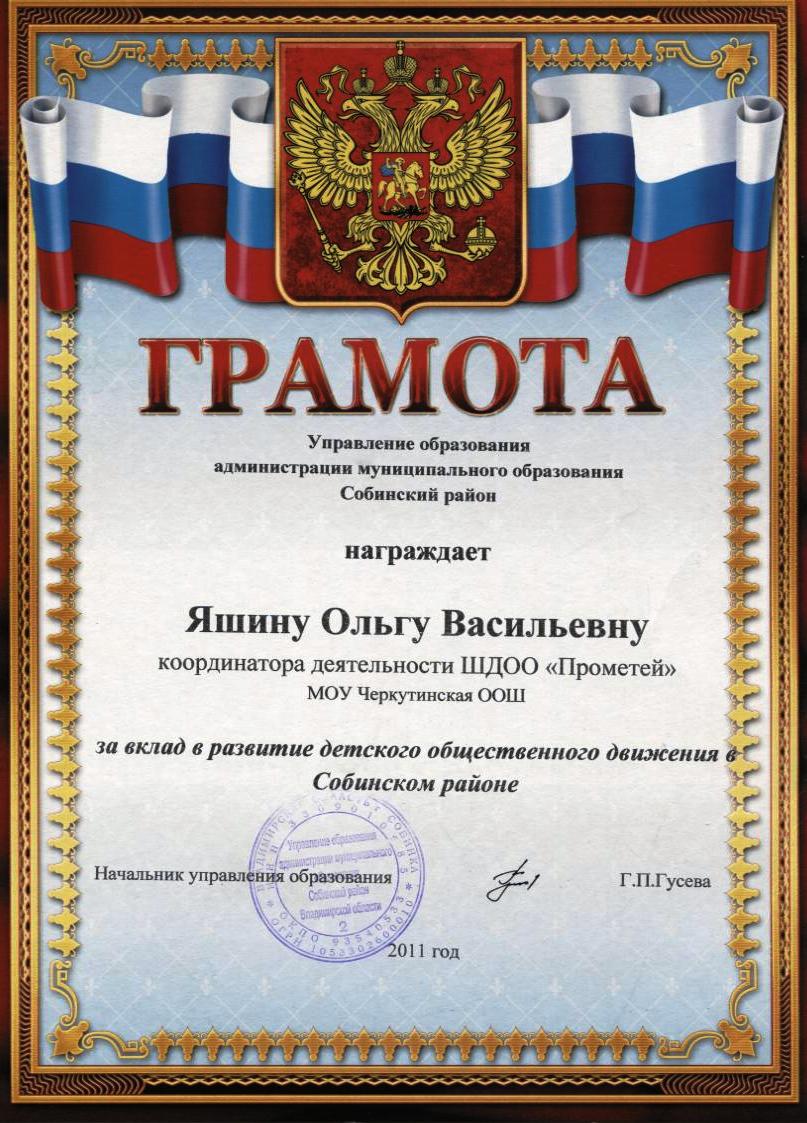 ГРАМОТА
Управление образования
администрации муниципального образования
Собинский район
награждает
Яшину Ольгу Васильевну
координатора деятельности ШДОО «Прометей»
МОУ Черкутинская ООШ
за вклад в развитие детского общественного движения в
Собинском районе
Начальник управления образования
Г.П.Гусева
Управление образования
администрации муниципального
Собинский район
Владимирской области
2
2011 год